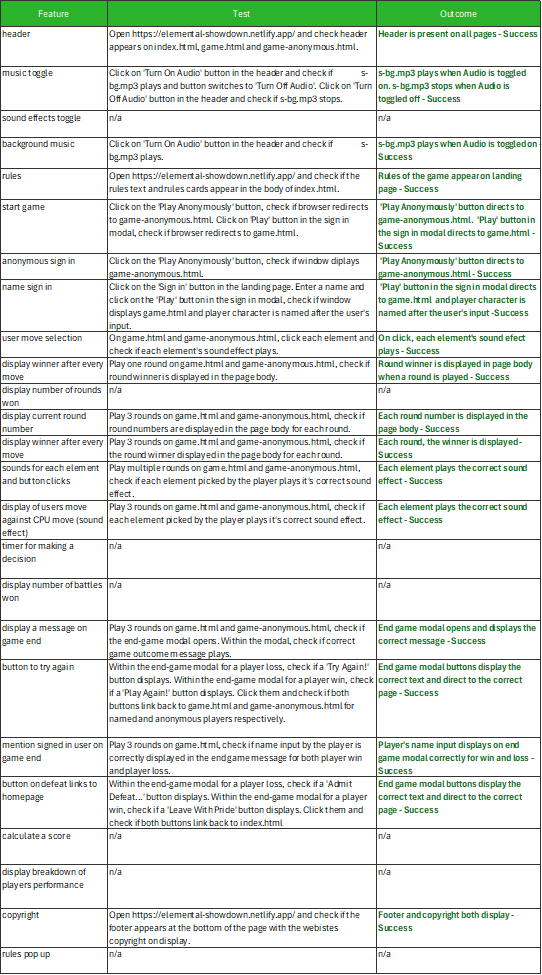 Feature Test Outcome
header Open https://elemental-showdown.netlify.app/ and check header Header is present on all pages - Success
appears on index.html, game.html and game-anonymous.html.
music toggle Click on 'Turn On Audio' button in the header and check if s- s-bg.mp3 plays when Audio is toggled
bg.mp3 plays and button switches to 'Turn Off Audio'. Click on 'Turn on. s-bg.mp3 stops when Audio is
Off Audio' button in the header and check if s-bg.mp3 stops. toggled off - Success
sound effects toggle n/a n/a
background music Click on 'Turn On Audio' button in the header and check if s- s-bg.mp3 plays when Audio is toggled on -
bg.mp3 plays. Success
rules Open https://elemental-showdown.netlify.app/ and check if the Rules of the game appear on landing
rules text and rules cards appear in the body of index.html. page - Success
start game Click on the 'Play Anonymously' button, check if browser redirects 'Play Anonymously' button directs to
to game-anonymous.html. Click on 'Play' button in the sign in game-anonymous.html. 'Play' button in
modal, check if browser redirects to game.html. the sign in modal directs to game.html -
Success
anonymous sign in Click on the 'Play Anonymously' button, check if window diplays 'Play Anonymously' button directs to
game-anonymous.html. game-anonymous.html - Success
name sign in Click on the 'Sign in' button in the landing page. Enter a name and 'Play' button in the sign in modal directs
click on the 'Play' button in the sign in modal, check if window to game.html and player character is
displays game.html and player character is named after the user's named after the user's input -Success
input.
user move selection On game.html and game-anonymous.html, click each element and On click, each element's sound efect
check if each element's sound effect plays. plays - Success
display winner after every Play one round on game.html and game-anonymous.html, check if Round winner is displayed in page body
move round winner is displayed in the page body. when a round is played - Success
display number of rounds n/a n/a
won
display current round Play 3 rounds on game.html and game-anonymous.html, check if Each round number is displayed in the
number round numbers are displayed in the page body for each round. page body - Success
display winner after every Play 3 rounds on game.html and game-anonymous.html, check if Each round, the winner is displayed -
move the round winner displayed in the page body for each round. Success
sounds for each element Play multiple rounds on game.html and game-anonymous.html, Each element plays the correct sound
and button clicks check if each element picked by the player plays it's correct sound effect - Success
effect.
display of users move Play 3 rounds on game.html and game-anonymous.html, check if Each element plays the correct sound
against CPU move (sound each element picked by the player plays it's correct sound effect. effect - Success
effect)
timer for making a n/a n/a
decision
display number of battles n/a n/a
won
display a message on Play 3 rounds on game.html and game-anonymous.html, check if End game modal opens and displays the
game end the end-game modal opens. Within the modal, check if correct correct message - Success
game outcome message plays.
button to try again Within the end-game modal for a player loss, check if a 'Try Again!' End game modal buttons display the
button displays. Within the end-game modal for a player win, check correct text and direct to the correct
if a 'Play Again!' button displays. Click them and check if both page - Success
buttons link back to game.html and game-anonymous.html for
named and anonymous players respectively.
mention signed in user on Play 3 rounds on game.html, check if name input by the player is Player's name input displays on end
game end correctly displayed in the end game message for both player win game modal correctly for win and loss -
and player loss. Success
button on defeat links to Within the end-game modal for a player loss, check if a 'Admit End game modal buttons display the
homepage Defeat...' button displays. Within the end-game modal for a player correct text and direct to the correct
win, check if a 'Leave With Pride' button displays. Click them and page - Success
check if both buttons link back to index.html
calculate a score n/a n/a
display breakdown of n/a n/a
players performance
copyright Open https://elemental-showdown.netlify.app/ and check if the Footer and copyright both display -
footer appears at the bottom of the page with the webistes Success
copyright on display.
rules pop up n/a n/a